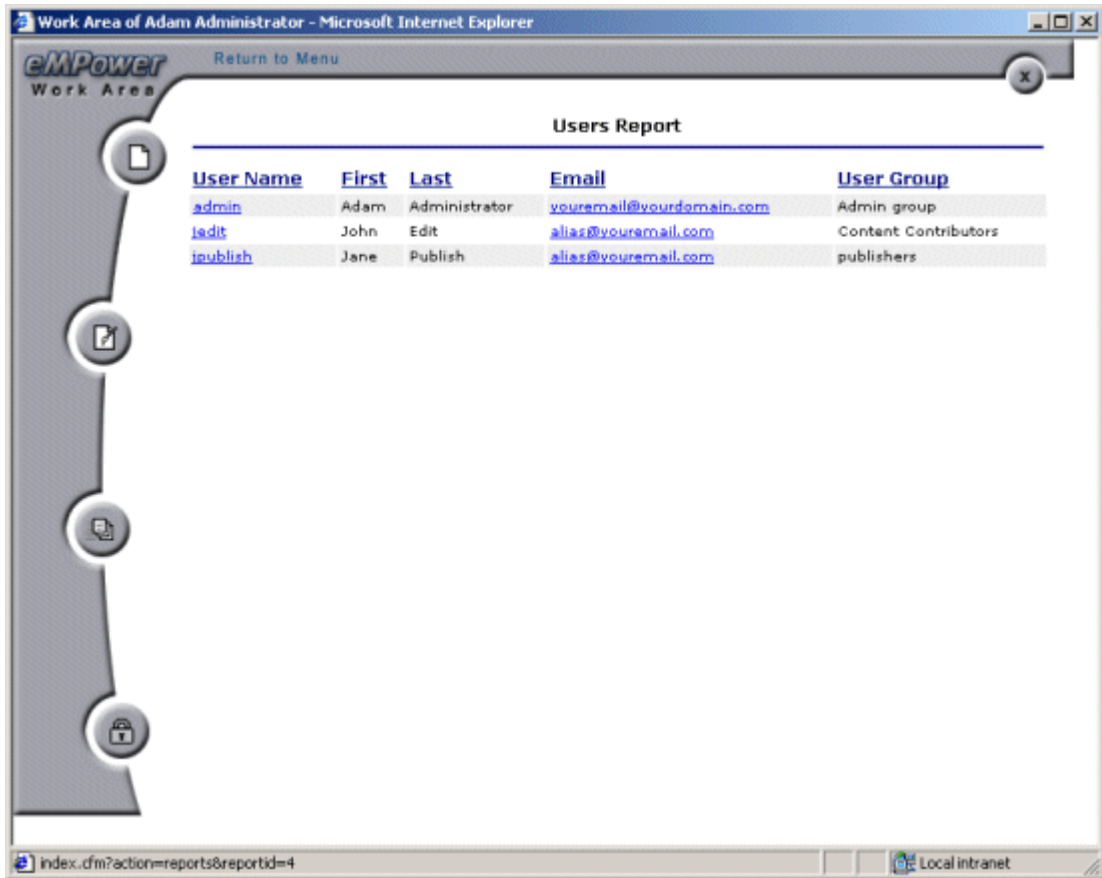 Work Area of Adam Administrator - Microsoft Internet Explorer
eMPower Return to Menu
Work Area
x
Users Report
User Name First Last Email User Group
admin Adam Administrator youremail@yourdomain.com Admin group
jedit John Edit alias@youremail.com Content Contributors
jpublish Jane Publish alias@youremail.com publishers
index.cfm?action=reports&reportid=4 Local intranet